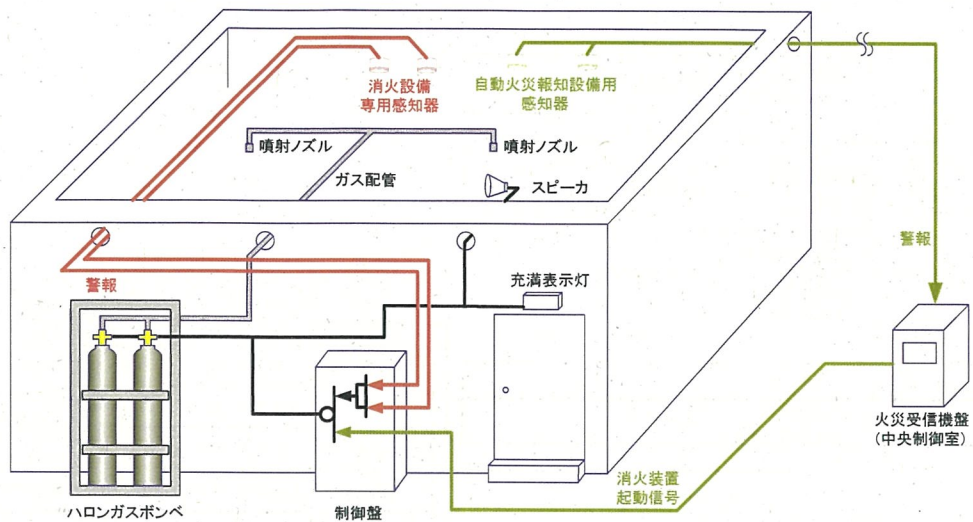 消火設備
専用感知器
自動火災報知設備用
感知器
噴射ノズル
噴射ノズル
ガス配管
スピーカ
警報
警報
充満表示灯
火災受信機盤
（中央制御室）
消火装置
起動信号
ハロンガスボンベ
制御盤